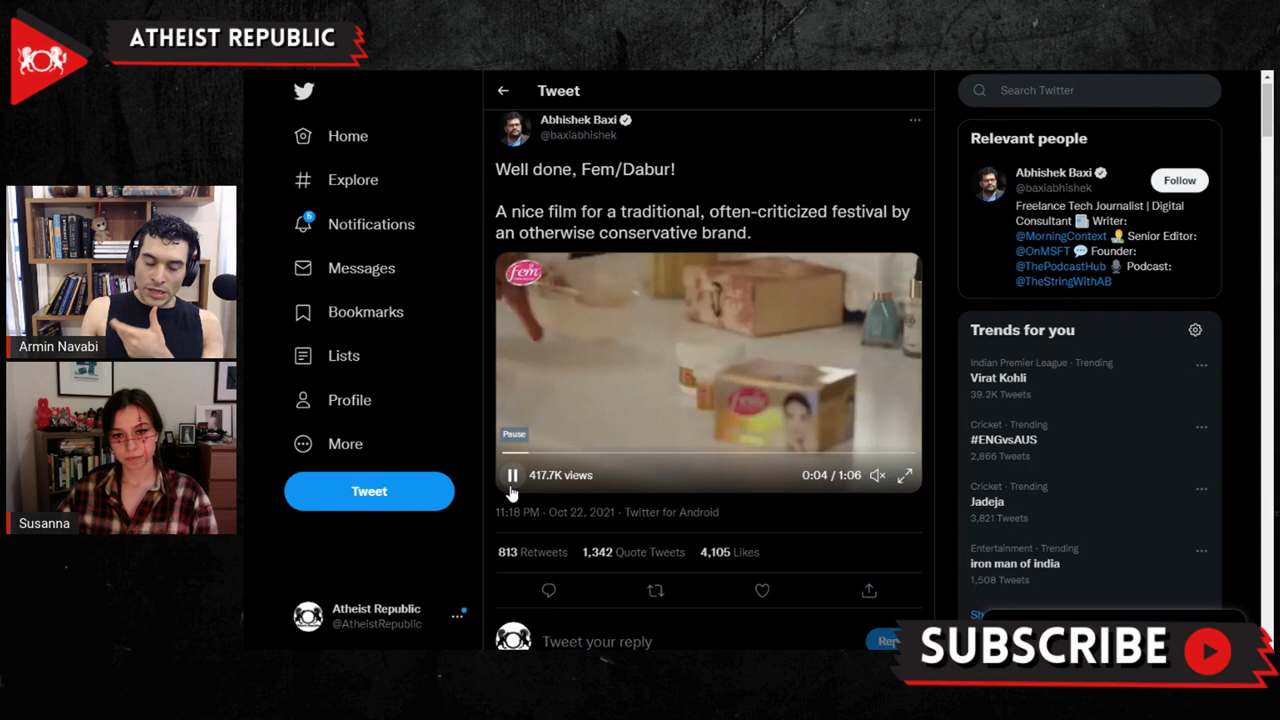 ATHEIST REPUBLIC
Armin Navabi
Susanna
Home
Explore
5
Notifications
Messages
Bookmarks
Lists
Profile
More
Tweet
Atheist Republic
@AtheistRepublic
Tweet
Abhishek Baxi
@baxiabhishek
Well done, Fem/Dabur!
A nice film for a traditional, often-criticized festival by
an otherwise conservative brand.
fem
fem
Pause
417.7K views
0:04 / 1:06
11:18 PM · Oct 22, 2021 · Twitter for Android
813 Retweets 1,342 Quote Tweets 4,105 Likes
Tweet your reply
Search Twitter
Relevant people
Abhishek Baxi
@baxiabhishek
Follow
Freelance Tech Journalist | Digital
Consultant Writer:
@MorningContext Senior Editor:
@OnMSFT Founder:
@ThePodcastHub Podcast:
@TheStringWithAB
Trends for you
Indian Premier League · Trending
Virat Kohli
39.2K Tweets
Cricket · Trending
#ENGvsAUS
2,866 Tweets
Cricket · Trending
Jadeja
3,821 Tweets
Entertainment · Trending
iron man of india
1,508 Tweets
SUBSCRIBE